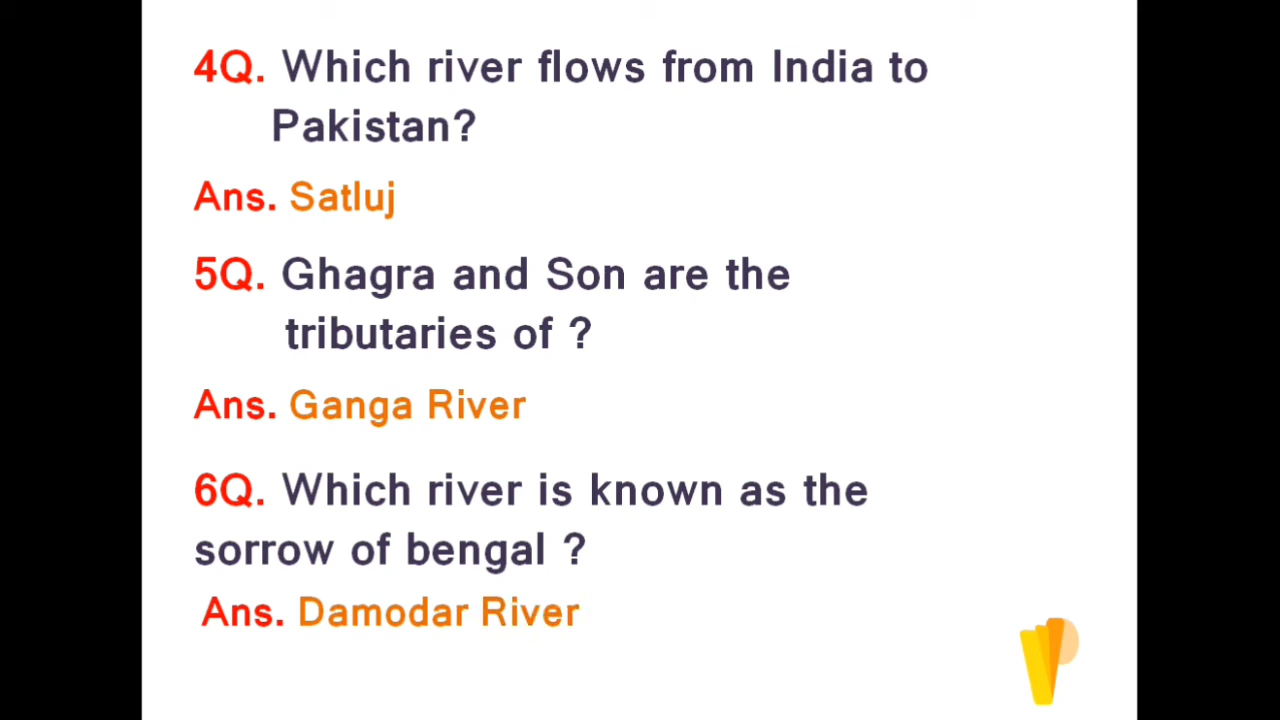 4Q. Which river flows from India to
Pakistan?
Ans. Satluj
5Q. Ghagra and Son are the
tributaries of ?
Ans. Ganga River
6Q. Which river is known as the
sorrow of bengal ?
Ans. Damodar River